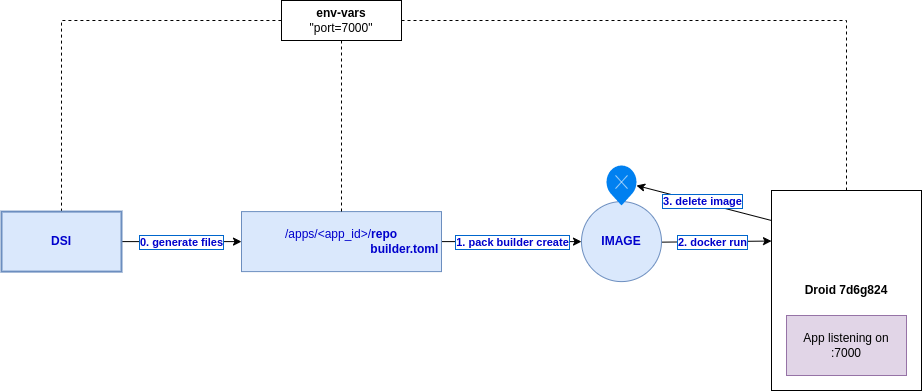 env-vars
"port=7000"
3. delete image
DSI
0. generate files
/apps/<app_id>/repo
builder.toml
1. pack builder create
IMAGE
2. docker run
Droid 7d6g824
App listening on
:7000